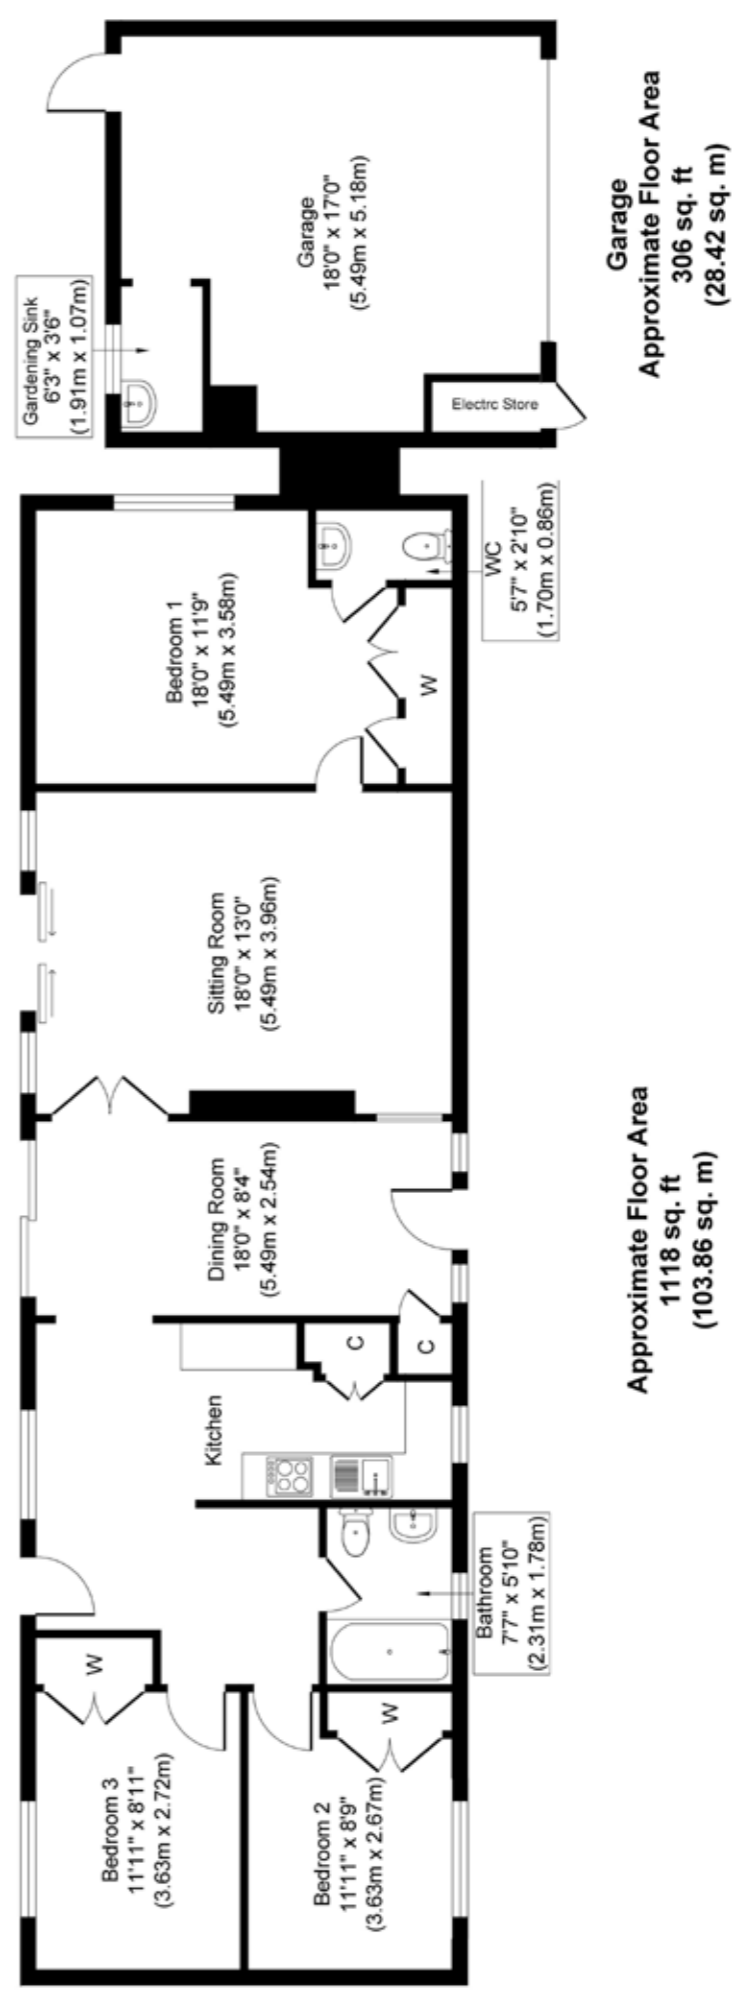 Bedroom 3
11'11" x 8'11"
(3.63m x 2.72m)
W
Bedroom 2
11'11" x 8'9"
(3.63m x 2.67m)
W
Bathroom
7'7" x 5'10"
(2.31m x 1.78m)
Kitchen
C
C
Dining Room
18'0" x 8'4"
(5.49m x 2.54m)
Sitting Room
18'0" x 13'0"
(5.49m x 3.96m)
Bedroom 1
18'0" x 11'9"
(5.49m x 3.58m)
W
WC
5'7" x 2'10"
(1.70m x 0.86m)
Gardening Sink
6'3" x 3'6"
(1.91m x 1.07m)
Garage
18'0" x 17'0"
(5.49m x 5.18m)
Electrc Store
Approximate Floor Area
1118 sq. ft
(103.86 sq. m)
Garage
Approximate Floor Area
306 sq. ft
(28.42 sq. m)